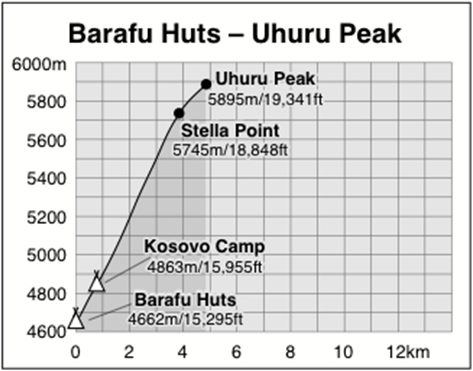 Barafu Huts – Uhuru Peak
6000m
5800
5600
5400
5200
5000
4800
4600
Uhuru Peak
5895m/19,341ft
Stella Point
5745m/18,848ft
Kosovo Camp
4863m/15,955ft
Barafu Huts
4662m/15,295ft
0 2 4 6 8 10 12km